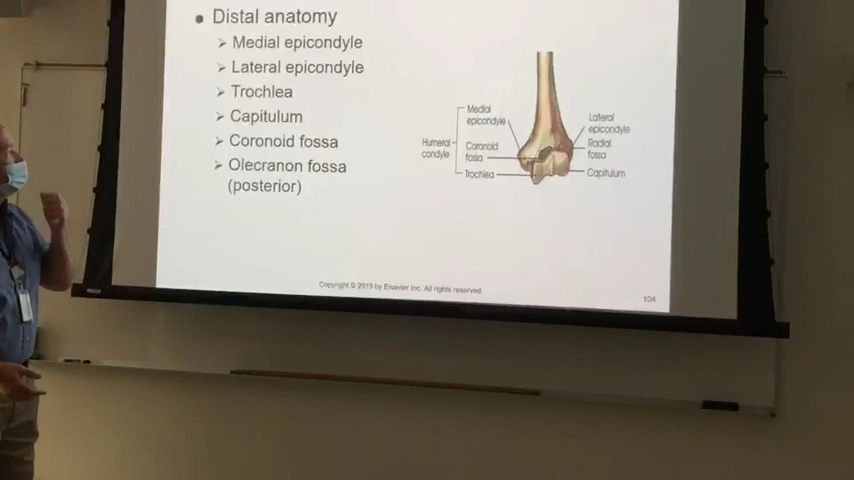 Distal anatomy
Medial epicondyle
Lateral epicondyle
Trochlea
Capitulum
Coronoid fossa
Olecranon fossa
(posterior)
Medial
epicondyle
Humeral
condyle
Coronoid
fossa
Trochlea
Lateral
epicondyle
Radial
fossa
Capitulum
Copyright © 2019 by Elsevier Inc. All rights reserved.
104